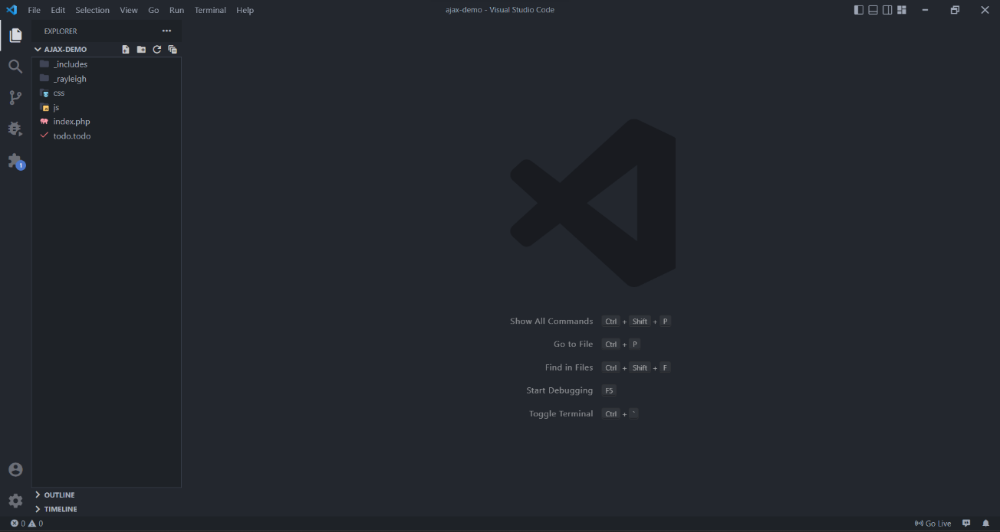 File Edit Selection View Go Run Terminal Help ajax-demo - Visual Studio Code
EXPLORER
AJAX-DEMO
_includes
_rayleigh
css
js
index.php
todo.todo
1
Show All Commands Ctrl + Shift + P
Go to File Ctrl + P
Find in Files Ctrl + Shift + F
Start Debugging F5
Toggle Terminal Ctrl + `
OUTLINE
TIMELINE
0 0 Go Live